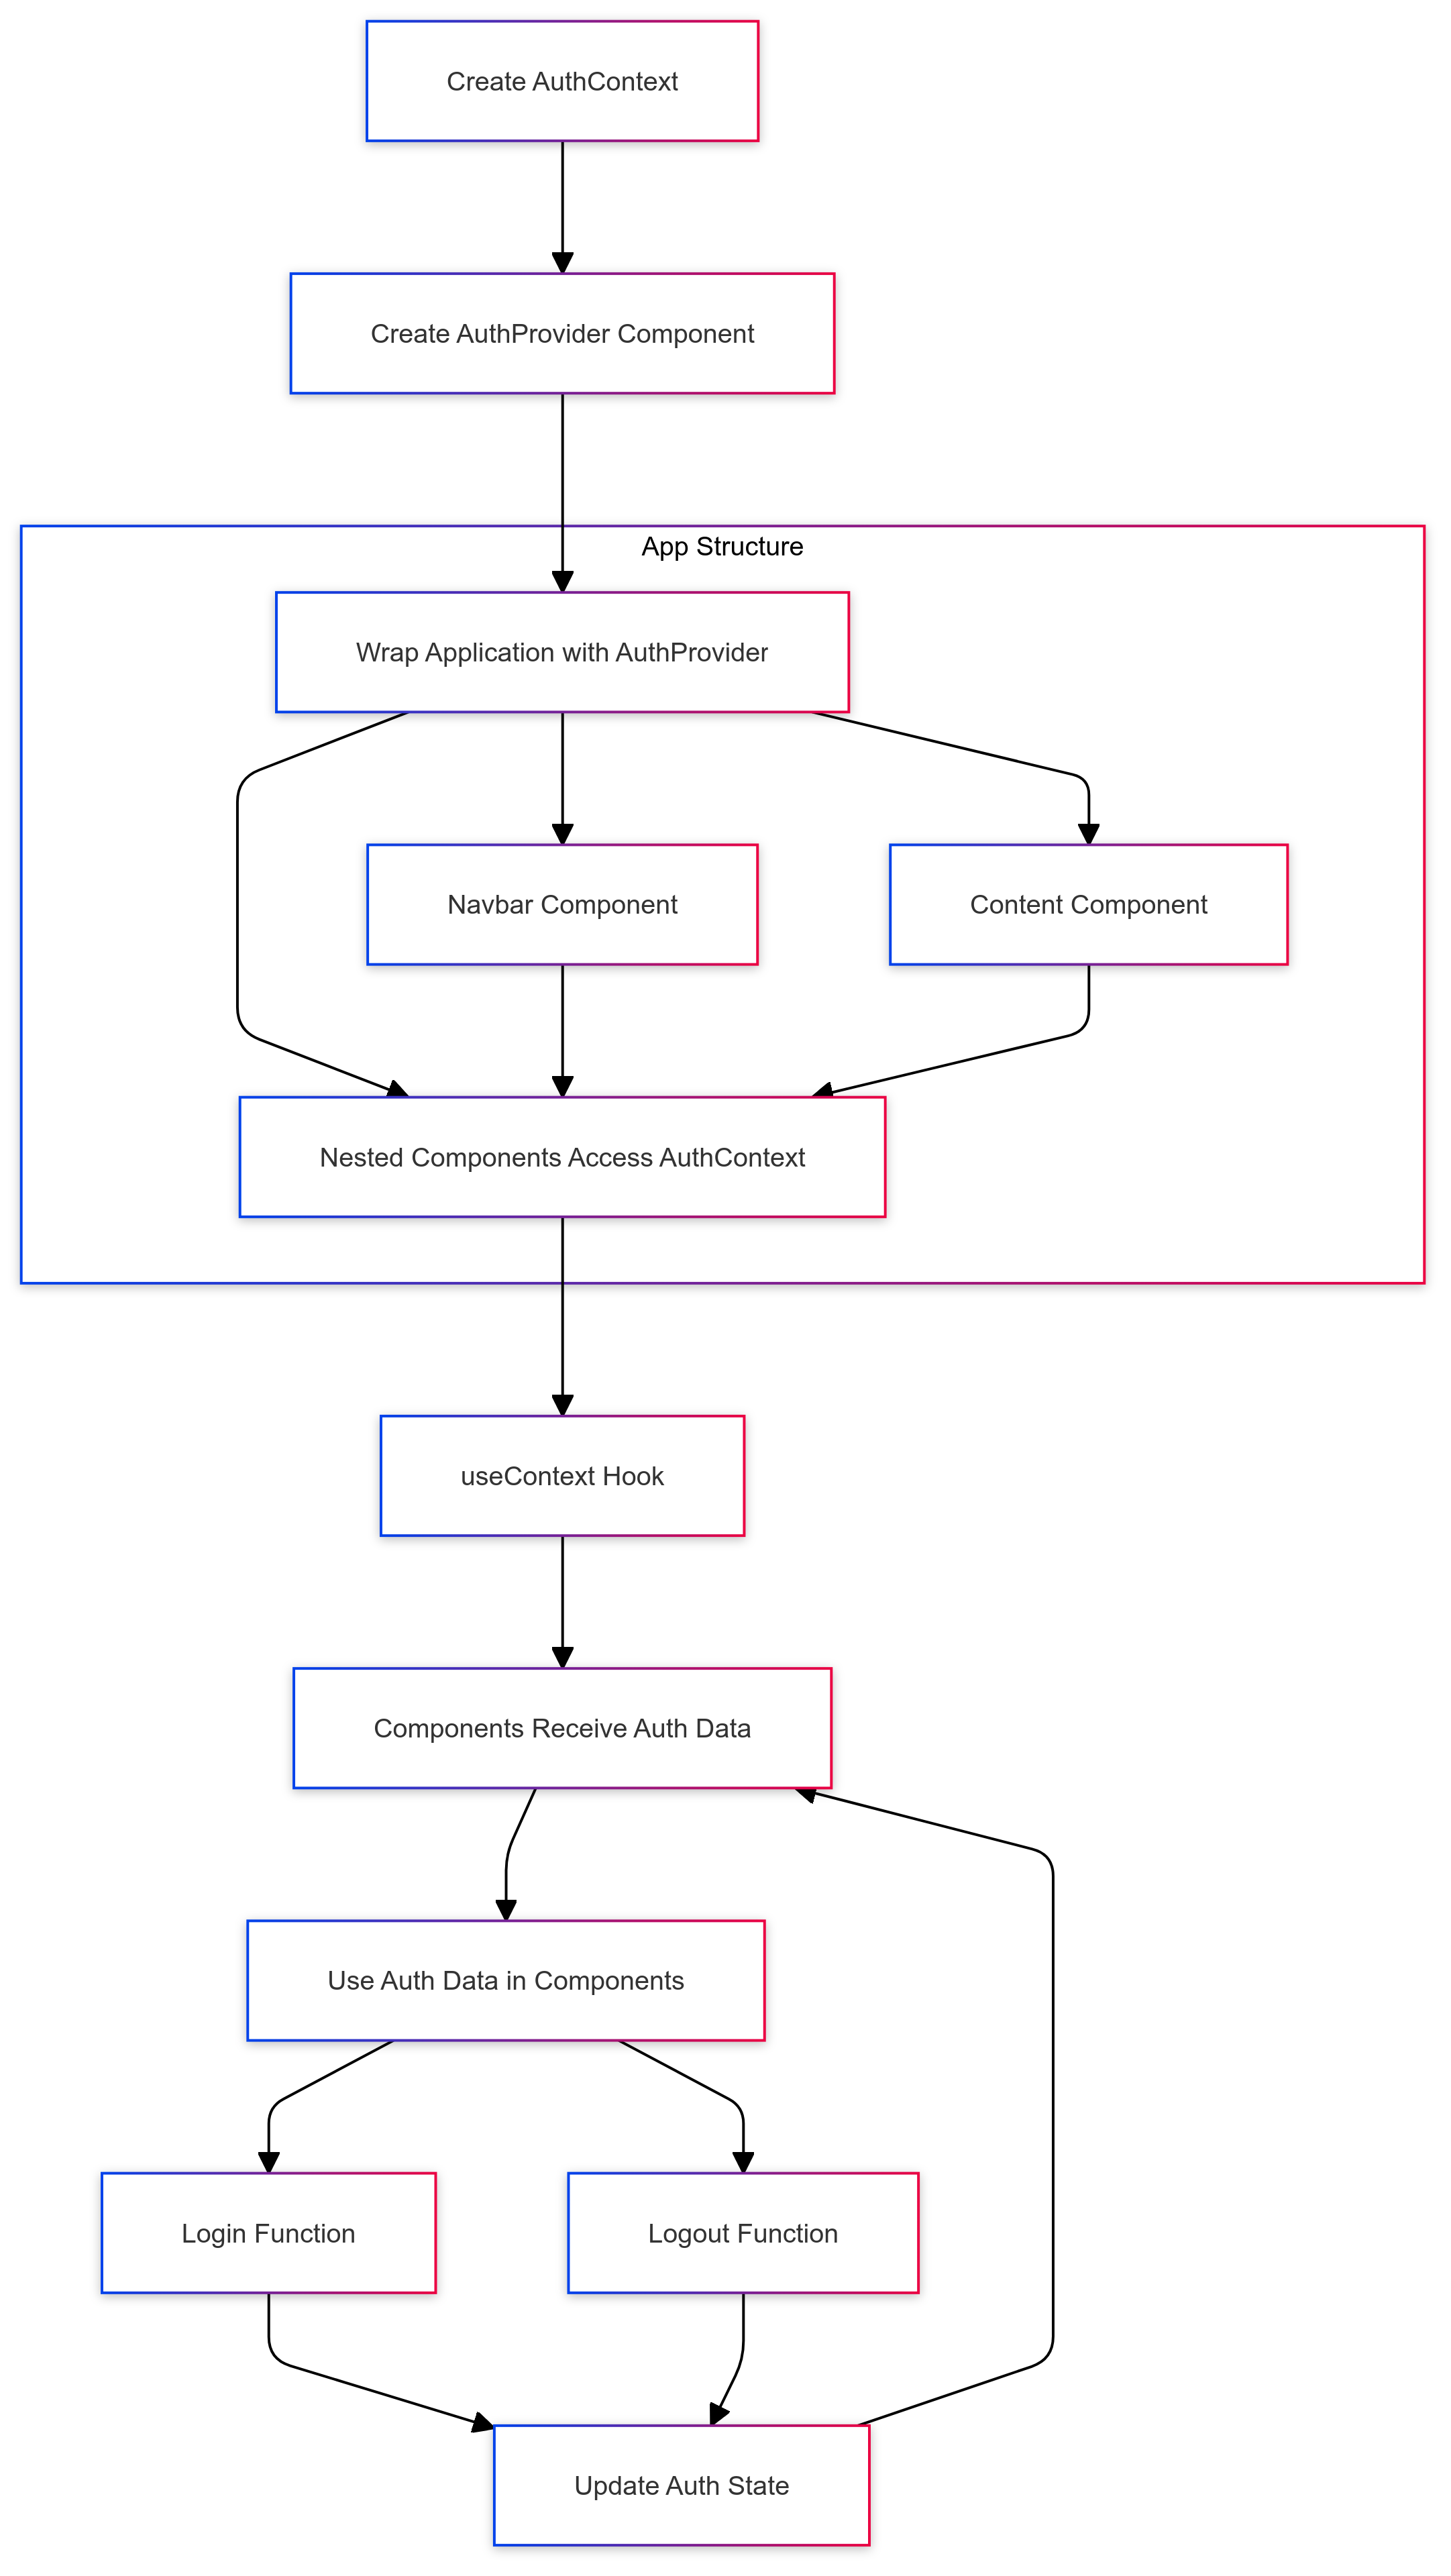 Create AuthContext
Create AuthProvider Component
App Structure
Wrap Application with AuthProvider
Navbar Component
Content Component
Nested Components Access AuthContext
useContext Hook
Components Receive Auth Data
Use Auth Data in Components
Login Function
Logout Function
Update Auth State